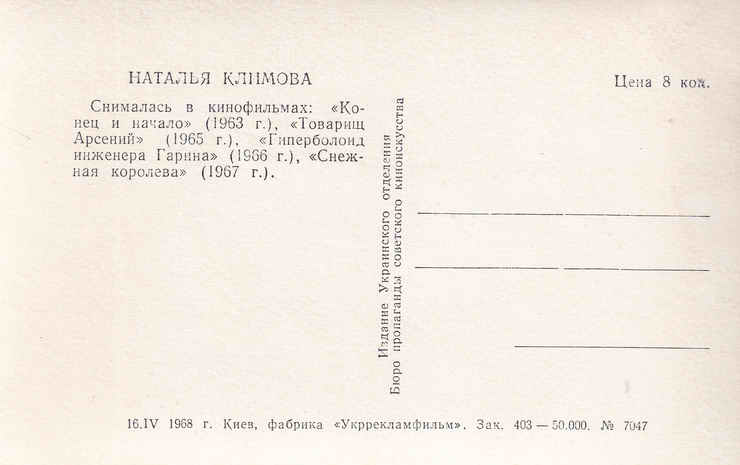 НАТАЛЬЯ КЛИМОВА
Снималась в кинофильмах: «Ко-
нец и начало» (1963 г.), «Товарищ
Арсений» (1965 г.), «Гиперболоид
инженера Гарина» (1966 г.), «Снеж-
ная королева» (1967 г.).
Издание Украинского отделения
Бюро пропаганды советского киноискусства
Цена 8 коп.
16.IV 1968 г. Киев, фабрика «Укррекламфильм». Зак. 403 — 50.000. № 7047